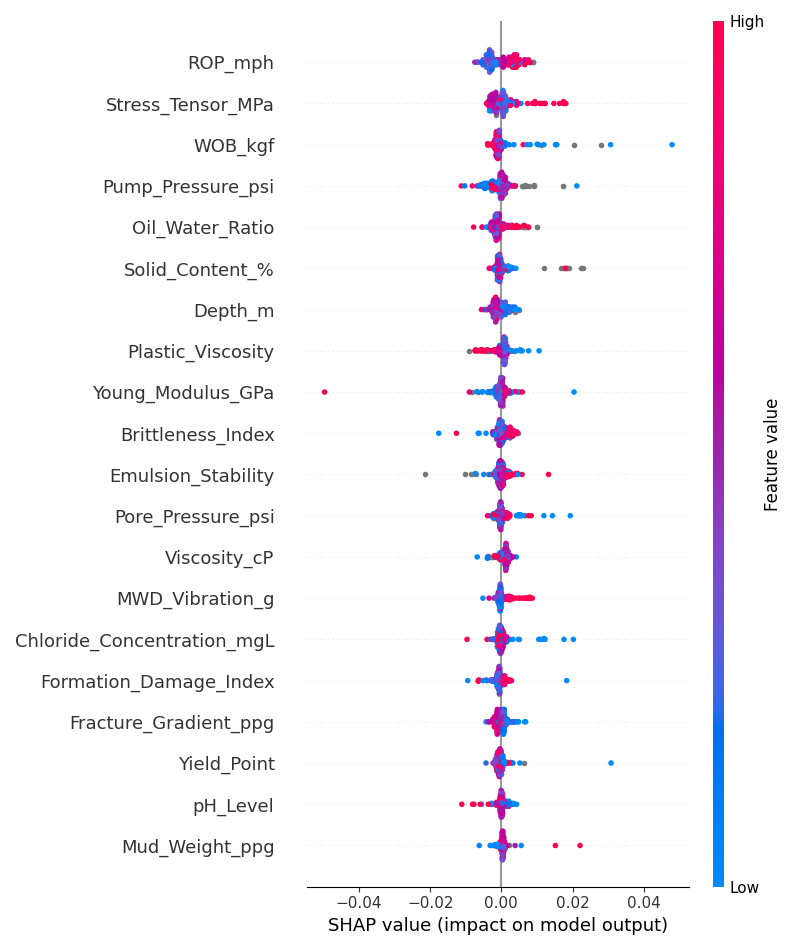 High
ROP_mph
Stress_Tensor_MPa
WOB_kgf
Pump_Pressure_psi
Oil_Water_Ratio
Solid_Content_%
Depth_m
Plastic_Viscosity
Young_Modulus_GPa
Brittleness_Index
Emulsion_Stability
Pore_Pressure_psi
Viscosity_cP
MWD_Vibration_g
Chloride_Concentration_mgL
Formation_Damage_Index
Fracture_Gradient_ppg
Yield_Point
pH_Level
Mud_Weight_ppg
Feature value
Low
−0.04 −0.02 0.00 0.02 0.04
SHAP value (impact on model output)